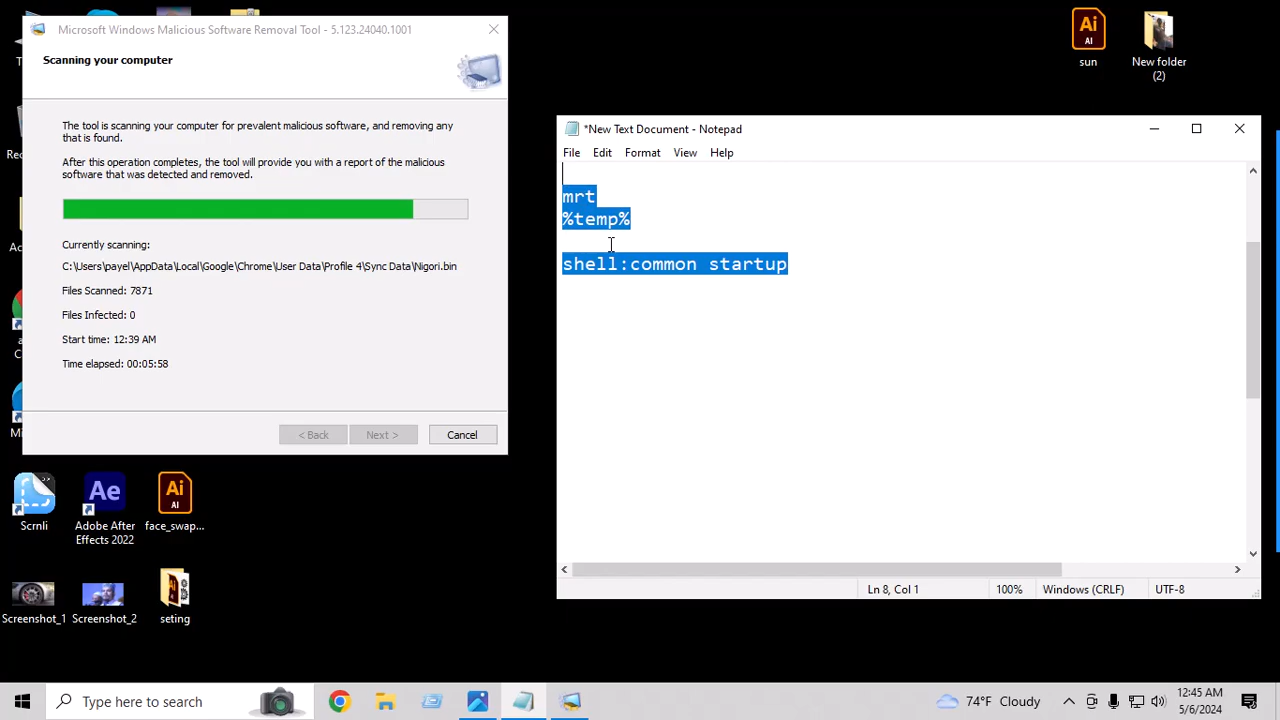 Microsoft Windows Malicious Software Removal Tool - 5.123.24040.1001
Scanning your computer
The tool is scanning your computer for prevalent malicious software, and removing any
that is found.
After this operation completes, the tool will provide you with a report of the malicious
software that was detected and removed.
Currently scanning:
C:\Users\payel\AppData\Local\Google\Chrome\User Data\Profile 4\Sync Data\Nigori.bin
Files Scanned: 7871
Files Infected: 0
Start time: 12:39 AM
Time elapsed: 00:05:58
< Back
Next >
Cancel
*New Text Document - Notepad
File Edit Format View Help
mrt
%temp%
shell:common startup
Ln 8, Col 1
100%
Windows (CRLF)
UTF-8
Ai
AI
sun
New folder
(2)
Scrnli
Ae
Adobe After
Effects 2022
Ai
AI
face_swap...
Screenshot_1
Screenshot_2
seting
Type here to search
74°F Cloudy
12:45 AM
5/6/2024